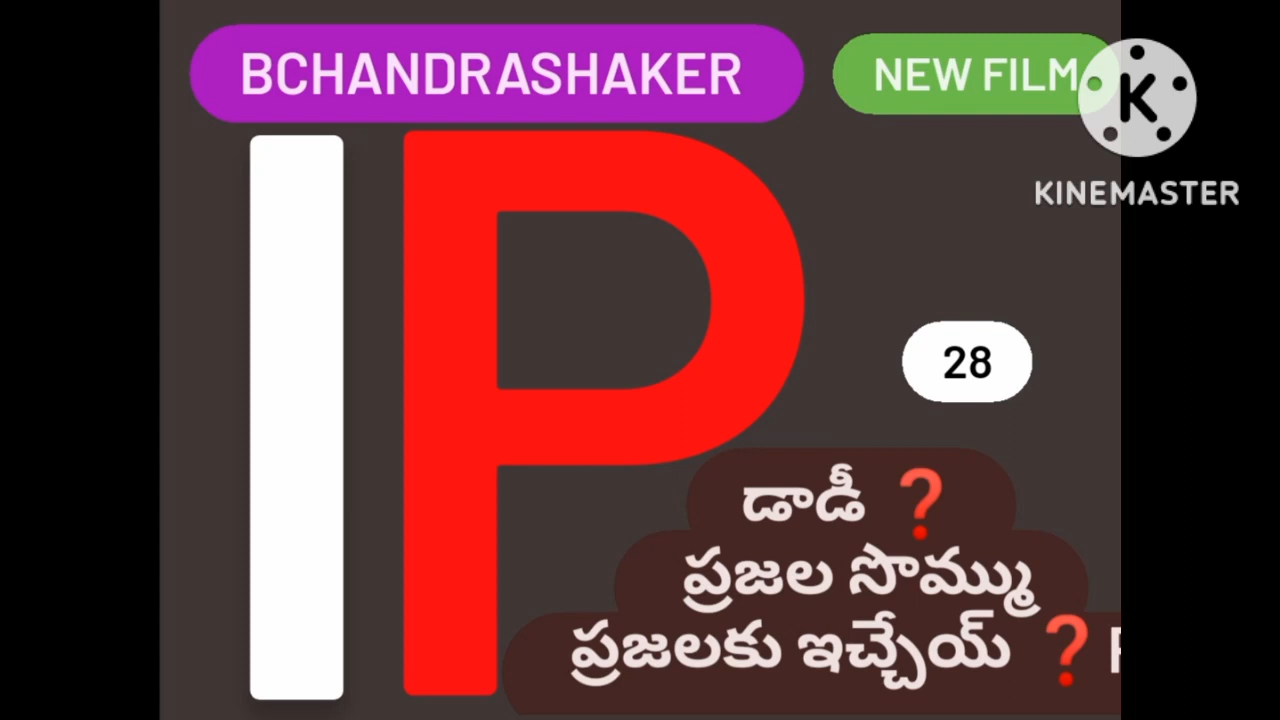 BCHANDRASHAKER
NEW FILM
K
KINEMASTER
IP
28
డాడీ ❓
ప్రజల సొమ్ము
ప్రజలకు ఇచ్చేయ్ ❓